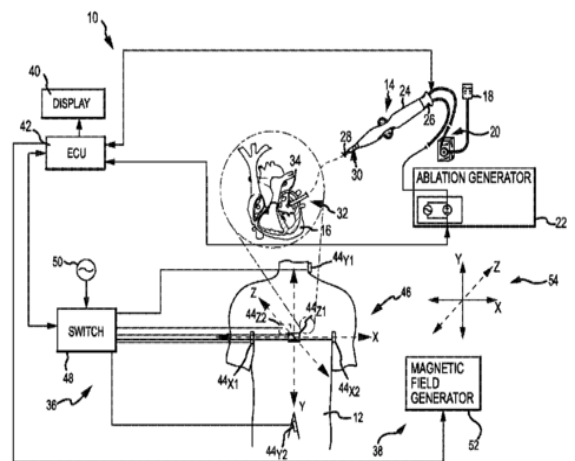 10
40
DISPLAY
42
ECU
14
24
18
26
28
30
20
34
32
16
ABLATION GENERATOR
22
50
44Y1
46
Y
Z
X
54
Z
44Z2
44Z1
X
SWITCH
48
44X1
44X2
36
Y
12
44Y2
MAGNETIC
FIELD
GENERATOR
38
52